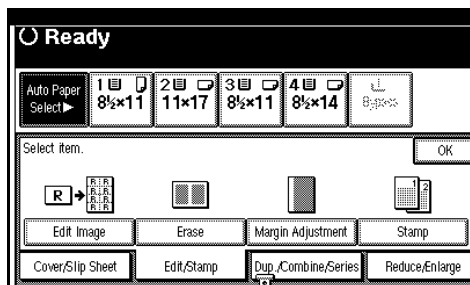 Ready
Auto Paper
Select▶
1 8½×11
2 11×17
3 8½×11
4 8½×14
Bypass
Select item.
OK
R
R R
R R
R R
1 2
Edit Image
Erase
Margin Adjustment
Stamp
Cover/Slip Sheet
Edit/Stamp
Dup./Combine/Series
Reduce/Enlarge